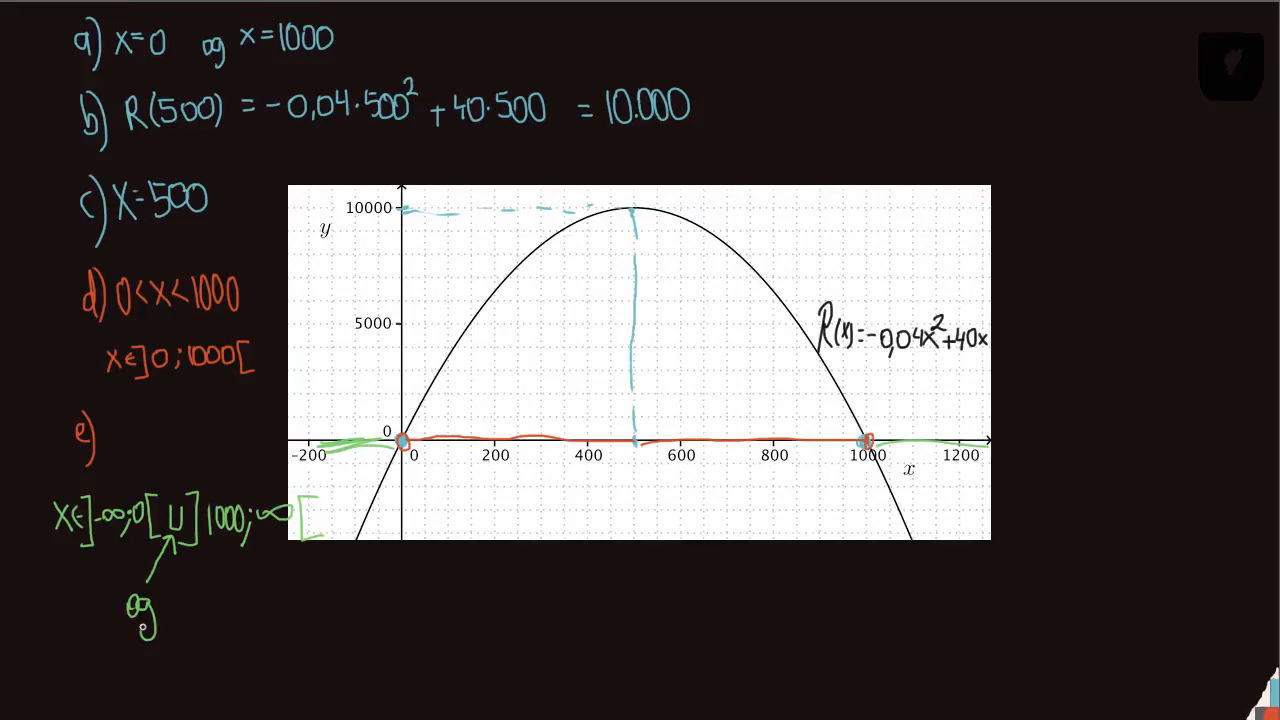 a) x=0 og x=1000
b) R(500) = -0,04·500² + 40·500 = 10.000
c) X=500
d) 0<x<1000
x∈]0;1000[
e)
X∈]-∞;0[ U ]1000;∞[
og
10000
y
5000
R(x)=-0,04x²+40x
0
-200 0 200 400 600 800 1000 1200
x